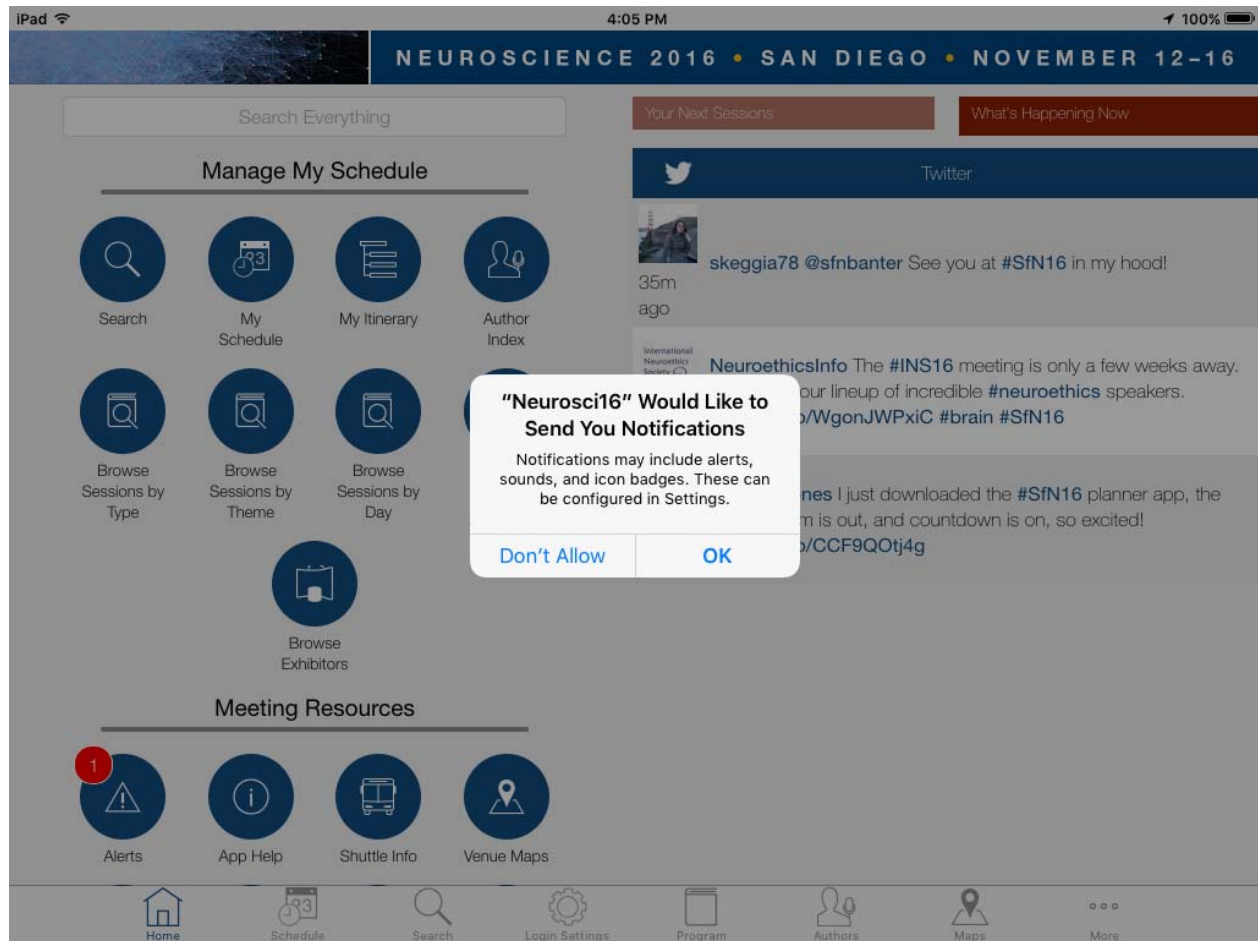 iPad
4:05 PM
100%
NEUROSCIENCE 2016 • SAN DIEGO • NOVEMBER 12–16
Search Everything
Manage My Schedule
Search
My
Schedule
My Itinerary
Author
Index
Browse
Sessions by
Type
Browse
Sessions by
Theme
Browse
Sessions by
Day
Browse
Exhibitors
Meeting Resources
1
Alerts
App Help
Shuttle Info
Venue Maps
Your Next Sessions
What's Happening Now
Twitter
35m
ago
skeggia78 @sfnbanter See you at #SfN16 in my hood!
International
Neuroethics
Society
NeuroethicsInfo The #INS16 meeting is only a few weeks away.
our lineup of incredible #neuroethics speakers.
/WgonJWPxiC #brain #SfN16
nes I just downloaded the #SfN16 planner app, the
is out, and countdown is on, so excited!
/CCF9QOtj4g
“Neurosci16” Would Like to
Send You Notifications
Notifications may include alerts,
sounds, and icon badges. These can
be configured in Settings.
Don’t Allow
OK
Home
Schedule
Search
Login Settings
Program
Authors
Maps
More